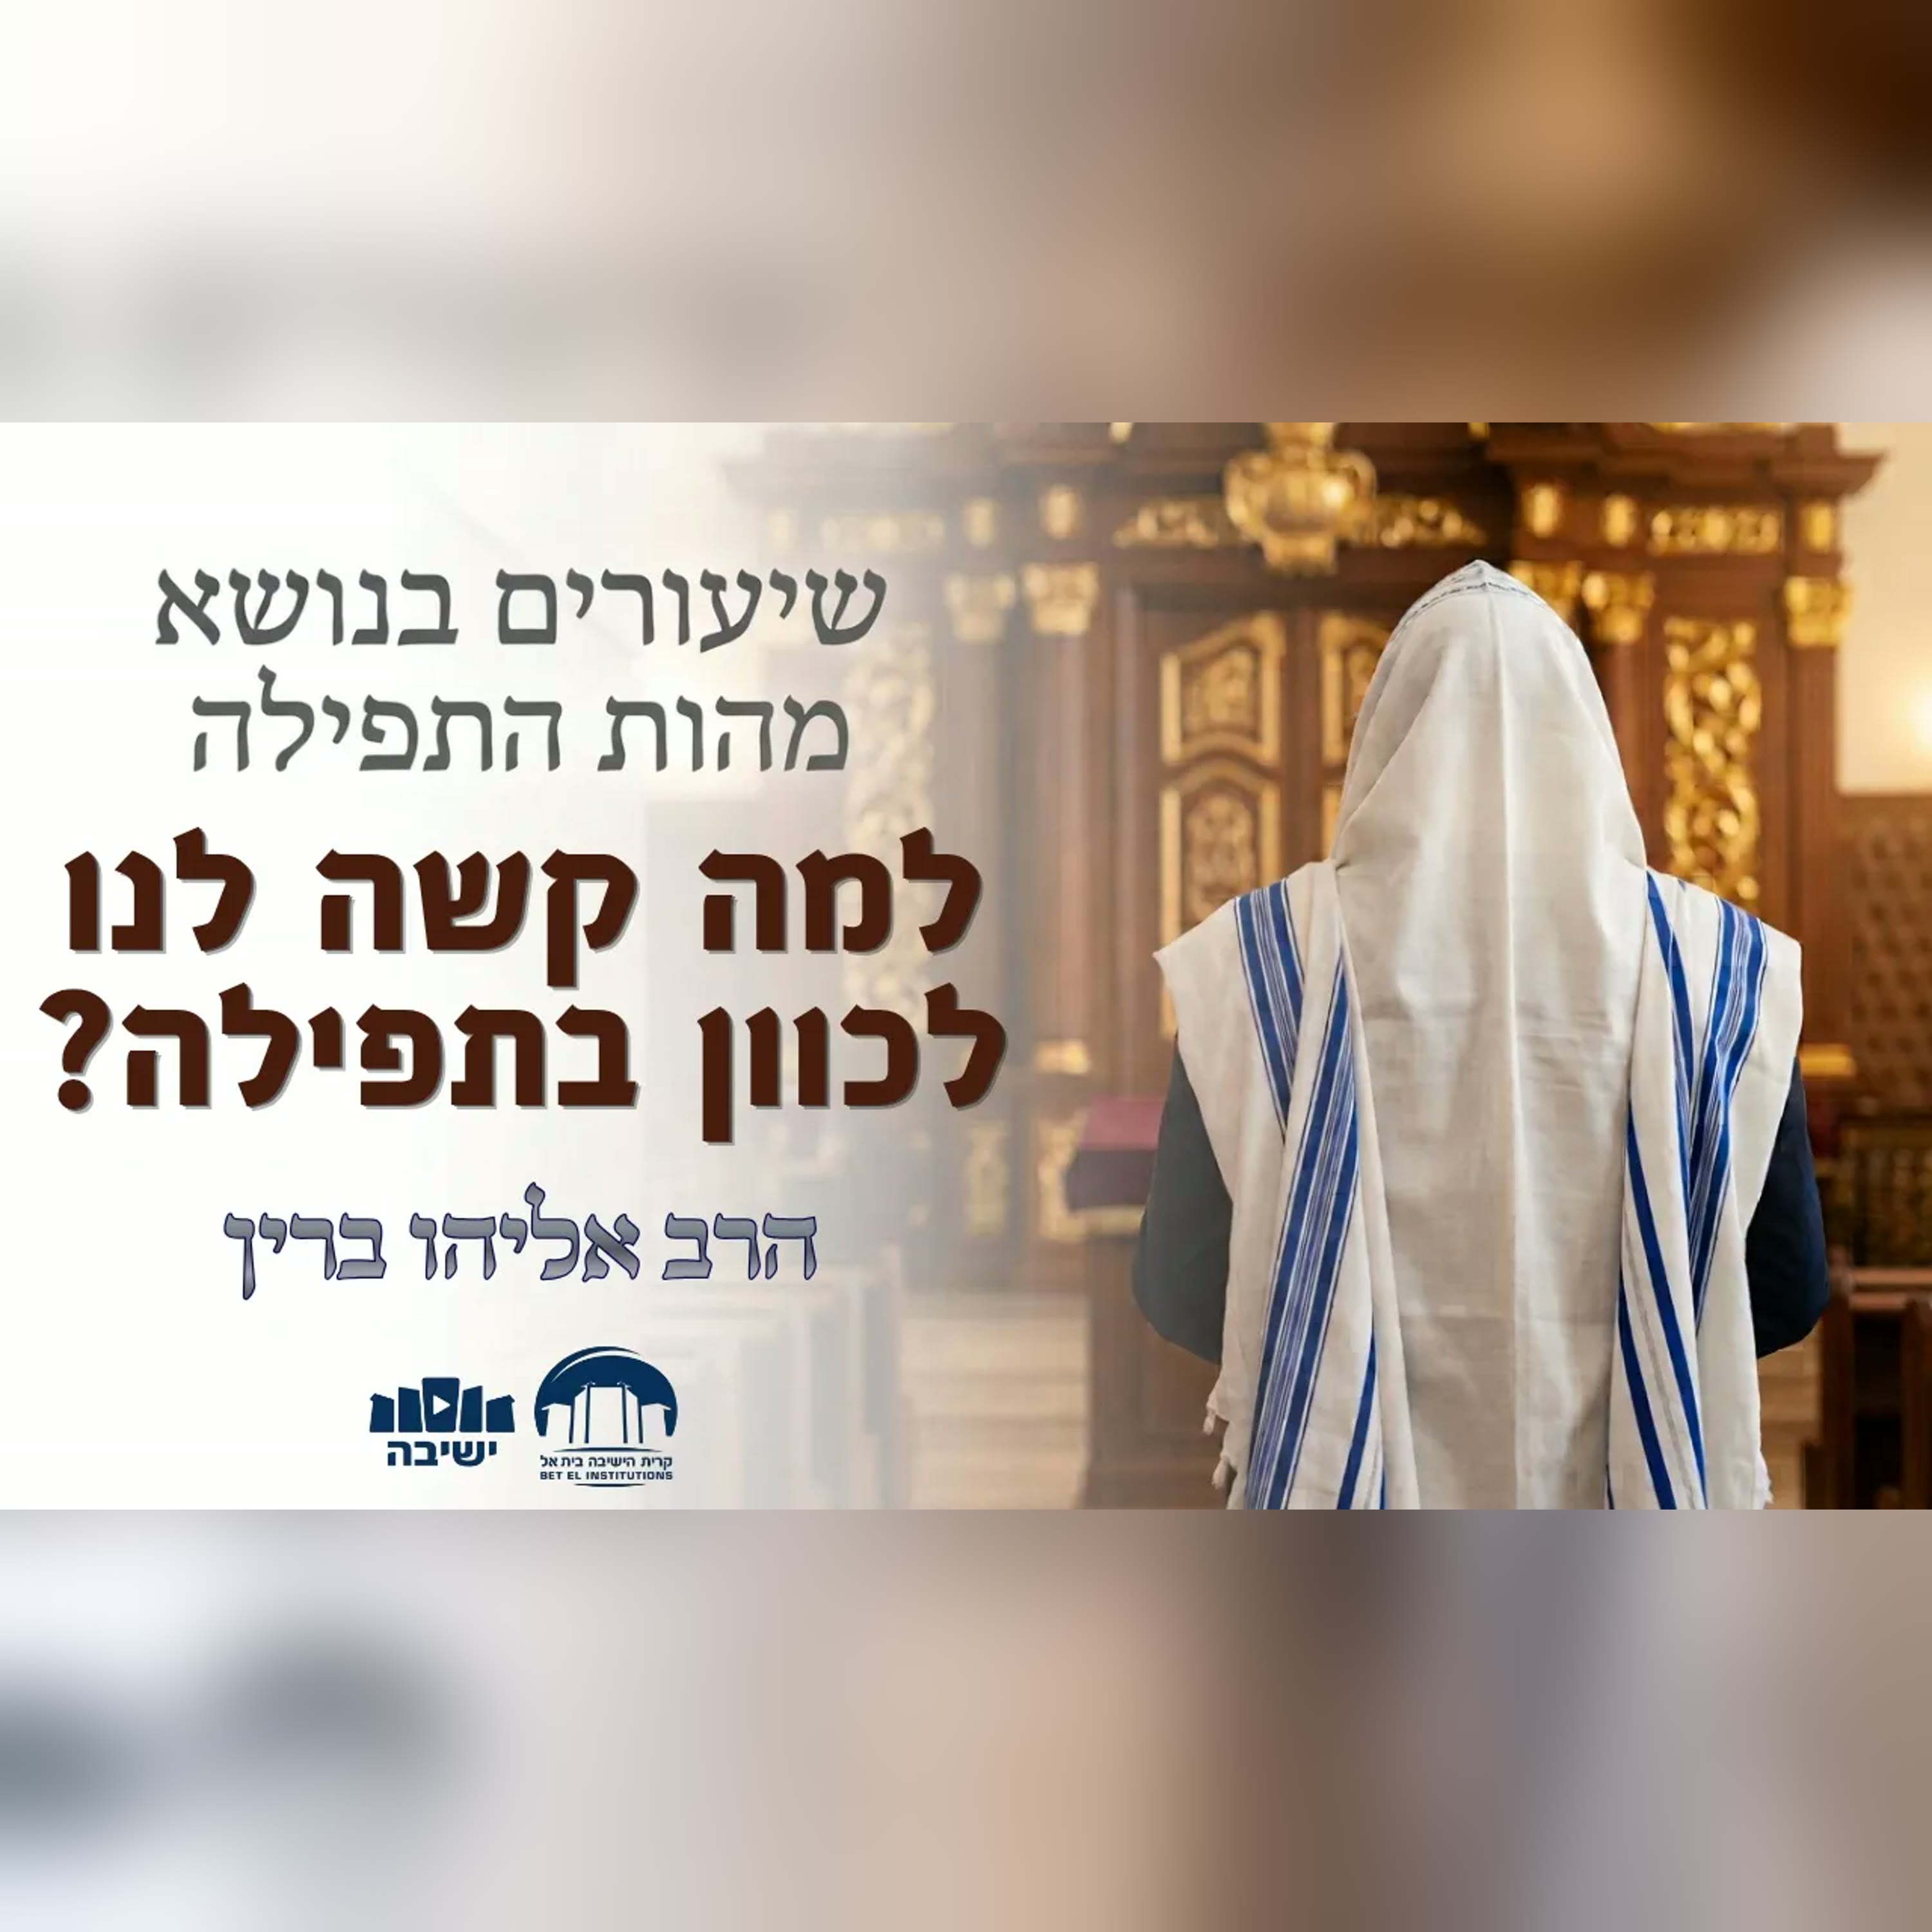 שיעורים בנושא
מהות התפילה
למה קשה לנו
לכוון בתפילה?
הרב אליהו ברין
ישיבה
קרית הישיבה בית אל
BET EL INSTITUTIONS